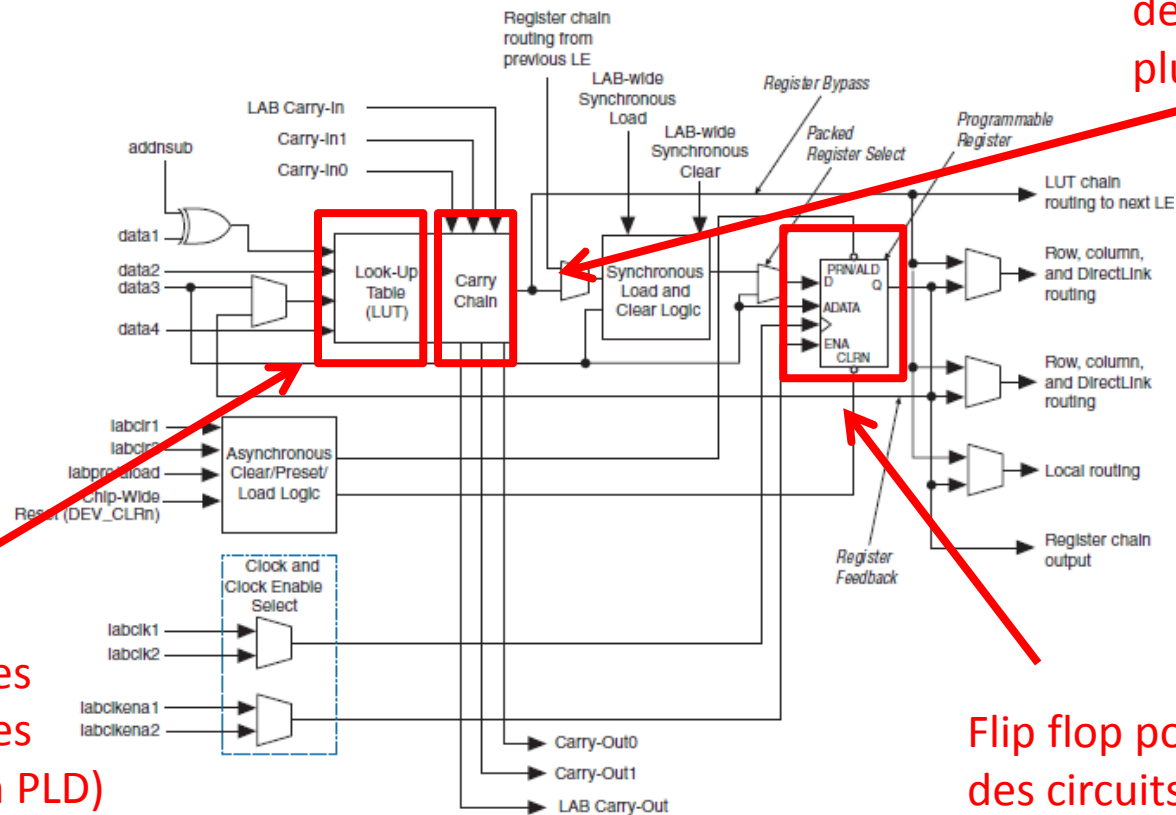 de
plu
Register chain
routing from
previous LE
LAB-wide
Synchronous
Load
Register Bypass
LAB Carry-In
Carry-In1
Carry-In0
LAB-wide
Synchronous
Clear
Packed
Register Select
Programmable
Register
addnsub
LUT chain
routing to next LE
data1
data2
data3
data4
Look-Up
Table
(LUT)
Carry
Chain
Synchronous
Load and
Clear Logic
PRN/ALD
D
Q
ADATA
ENA
CLRN
Row, column,
and DirectLink
routing
Row, column,
and DirectLink
routing
labclr1
labclr2
Chip-Wide
Reset (DEV_CLRn)
Asynchronous
Clear/Preset/
Load Logic
Local routing
Register chain
output
Register
Feedback
Clock and
Clock Enable
Select
labclk1
labclk2
labclkena1
labclkena2
es
es
PLD)
Carry-Out0
Carry-Out1
LAB Carry-Out
Flip flop po
des circuits